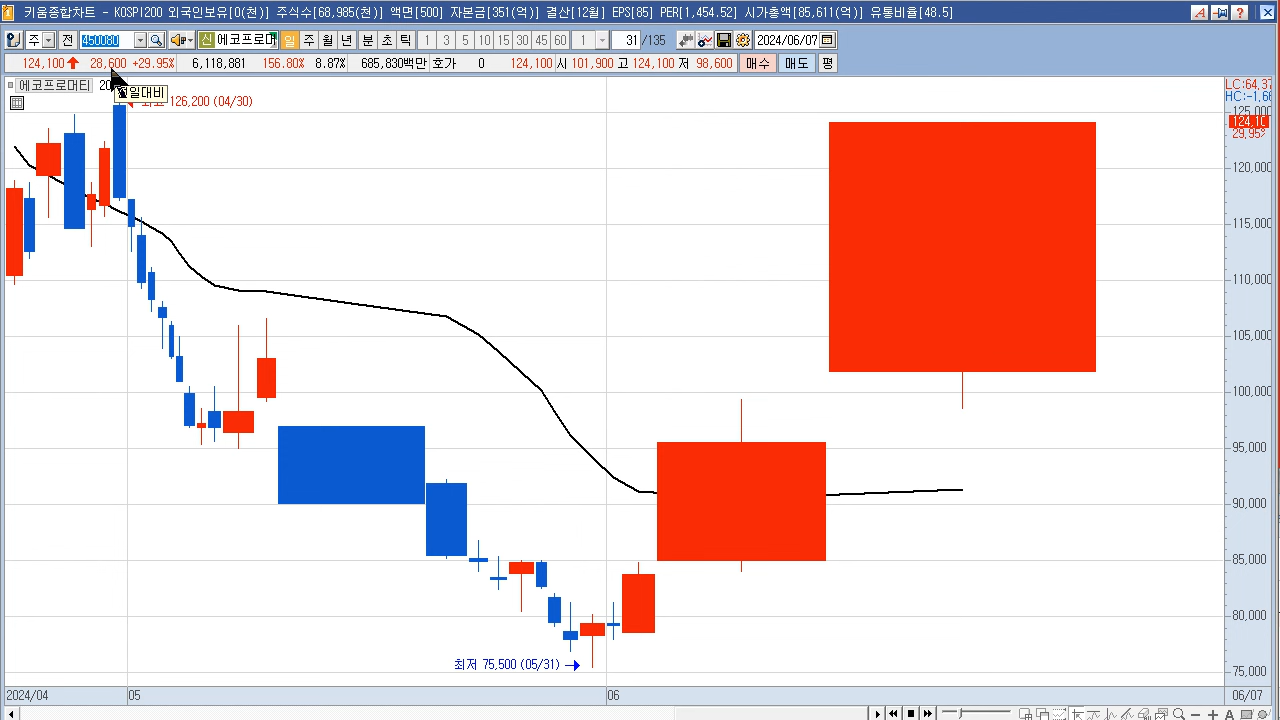 키움종합차트 - KOSPI200 외국인보유[0(천)] 주식수[68,985(천)] 액면[500] 자본금[351(억)] 결산[12월] EPS[85] PER[1,454.52] 시가총액[85,611(억)] 유통비율[48.5]
주 전 450080 신 에코프로머 일 주 월 년 분 초 틱 1 3 5 10 15 30 45 60 1 31 /135 2024/06/07
124,100 28,600 +29.95% 6,118,881 156.80% 8.87% 685,830백만 호가 0 124,100 시 101,900 고 124,100 저 98,600 매수 매도 평
에코프로머티
전일대비
126,200 (04/30)
LC:64,37
HC:-1,66
125,000
124,10
29,95%
120,000
115,000
110,000
105,000
100,000
95,000
90,000
85,000
80,000
최저 75,500 (05/31)
75,000
2024/04 05 06 06/07